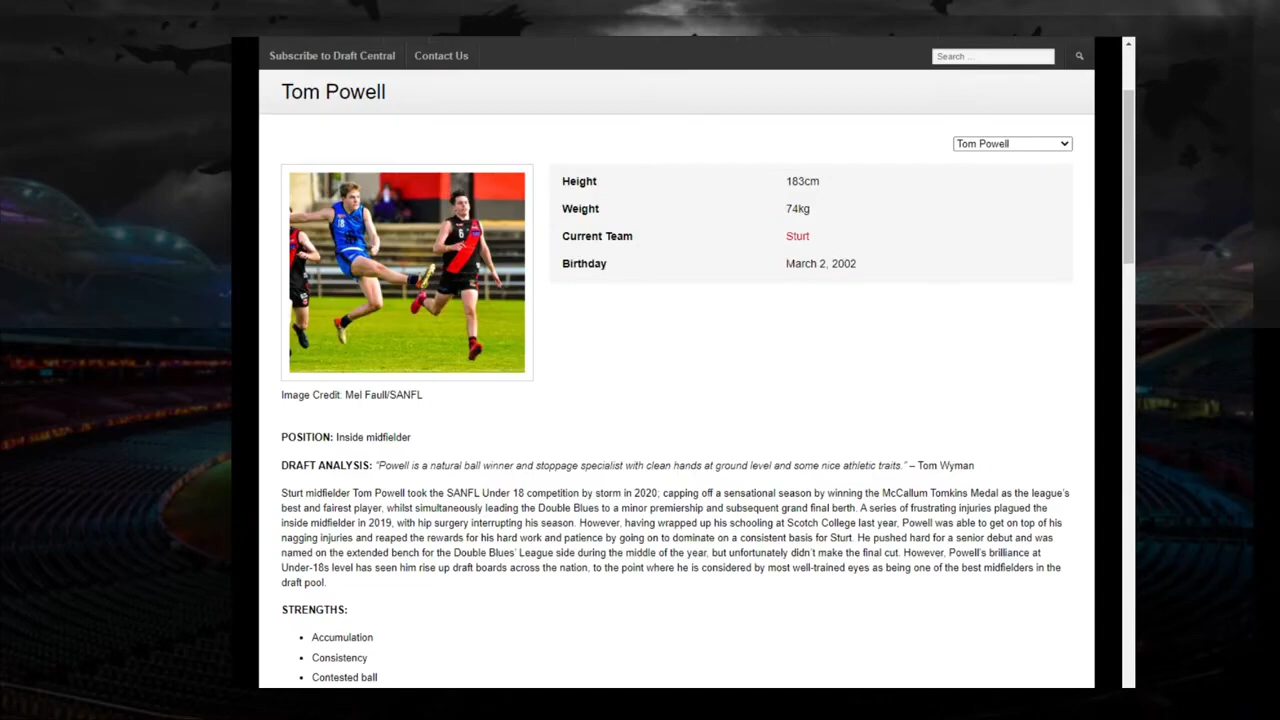 Subscribe to Draft Central
Contact Us
Search ...
Tom Powell
Tom Powell
Height 183cm
Weight 74kg
Current Team Sturt
Birthday March 2, 2002
18
6
Image Credit: Mel Faull/SANFL
POSITION: Inside midfielder
DRAFT ANALYSIS: "Powell is a natural ball winner and stoppage specialist with clean hands at ground level and some nice athletic traits." – Tom Wyman
Sturt midfielder Tom Powell took the SANFL Under 18 competition by storm in 2020; capping off a sensational season by winning the McCallum Tomkins Medal as the league's
best and fairest player, whilst simultaneously leading the Double Blues to a minor premiership and subsequent grand final berth. A series of frustrating injuries plagued the
inside midfielder in 2019, with hip surgery interrupting his season. However, having wrapped up his schooling at Scotch College last year, Powell was able to get on top of his
nagging injuries and reaped the rewards for his hard work and patience by going on to dominate on a consistent basis for Sturt. He pushed hard for a senior debut and was
named on the extended bench for the Double Blues' League side during the middle of the year, but unfortunately didn't make the final cut. However, Powell's brilliance at
Under-18s level has seen him rise up draft boards across the nation, to the point where he is considered by most well-trained eyes as being one of the best midfielders in the
draft pool.
STRENGTHS:
• Accumulation
• Consistency
• Contested ball